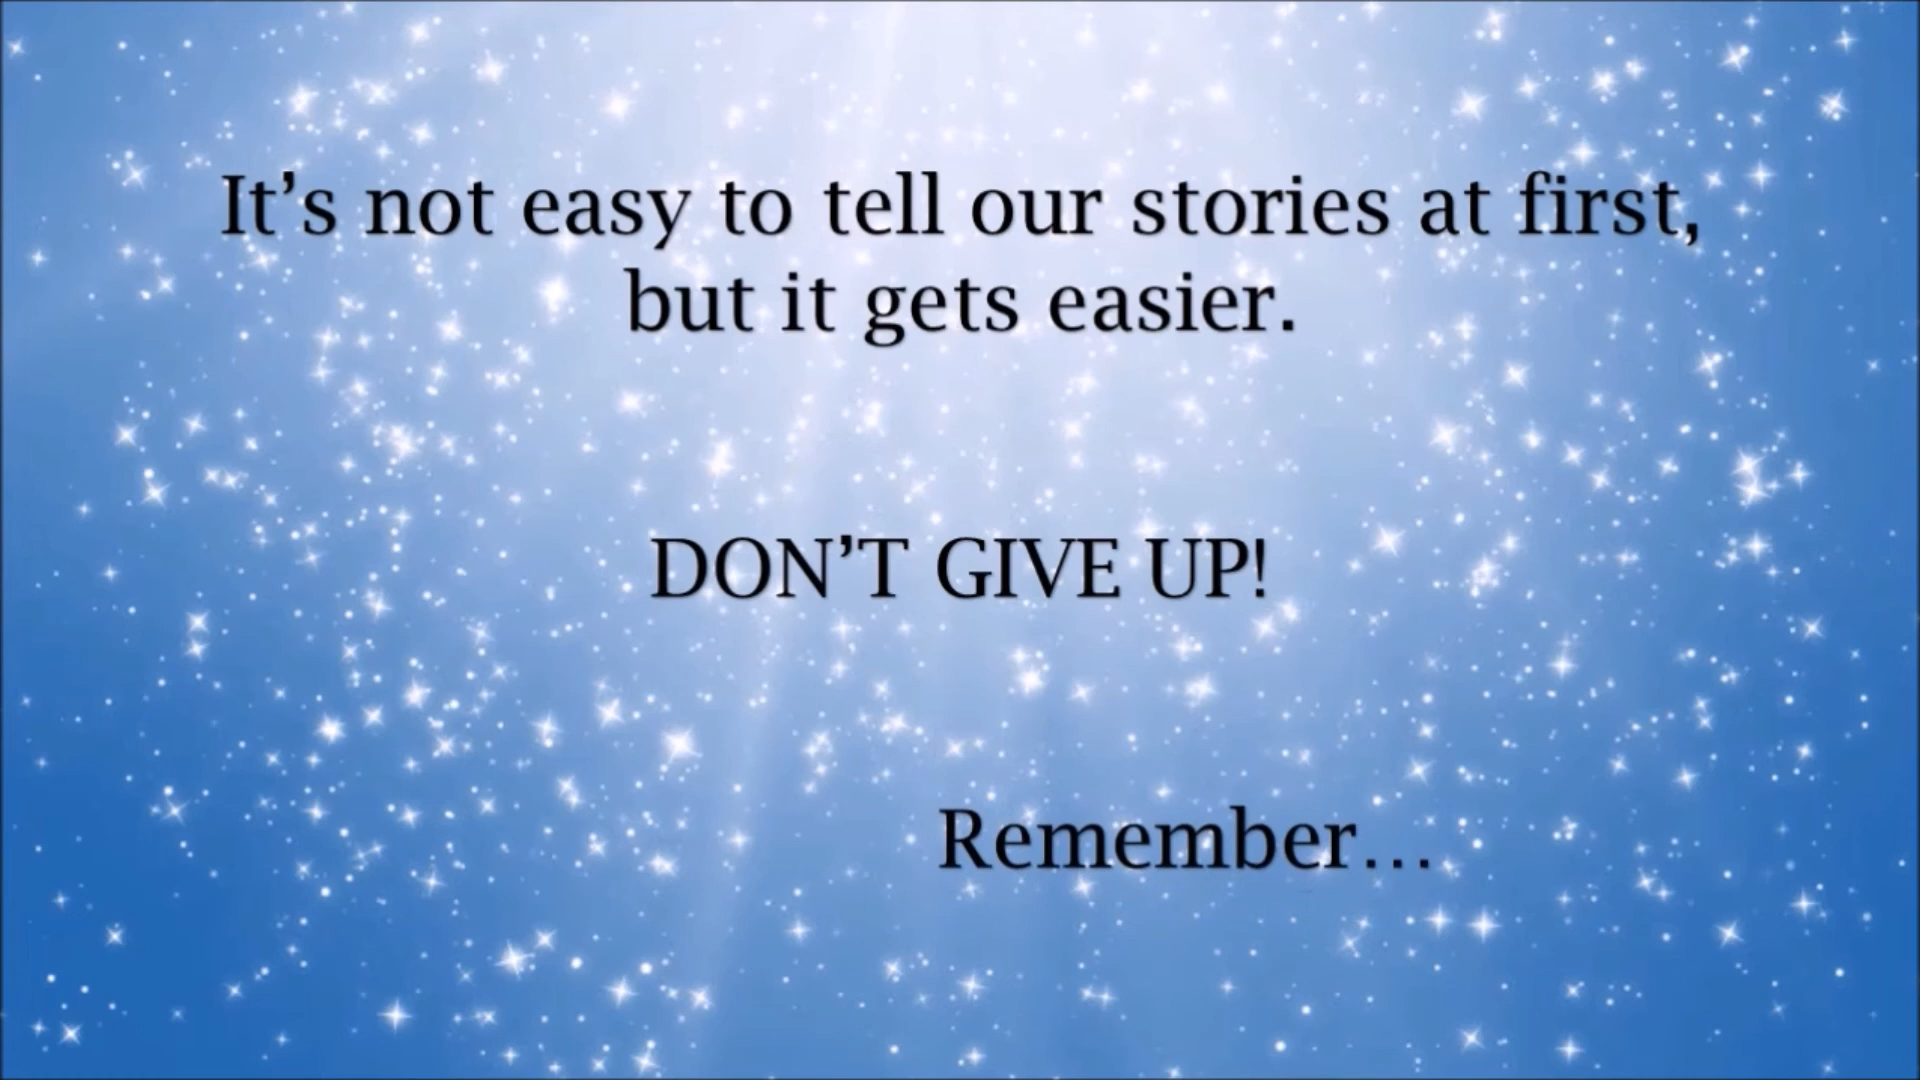 It’s not easy to tell our stories at first,
but it gets easier.
DON’T GIVE UP!
Remember…